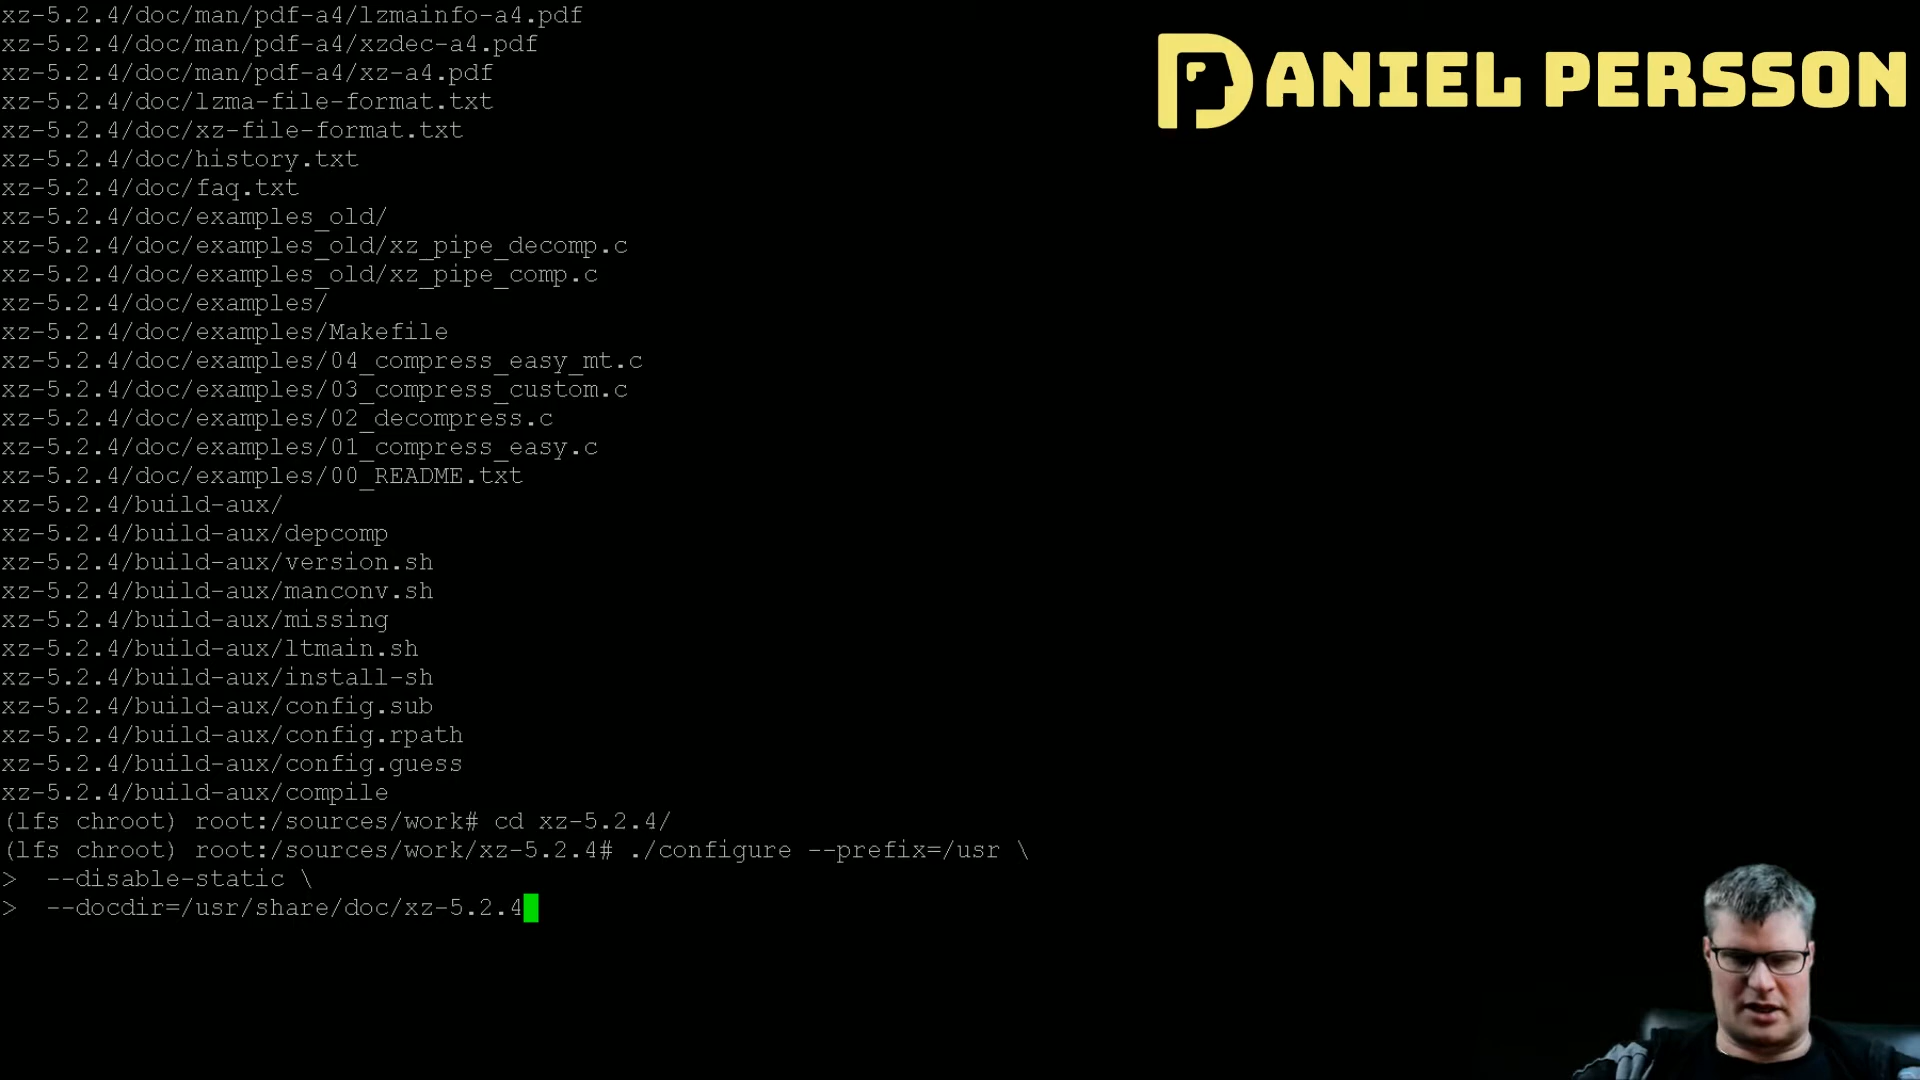 xz-5.2.4/doc/man/pdf-a4/lzmainfo-a4.pdf
xz-5.2.4/doc/man/pdf-a4/xzdec-a4.pdf
xz-5.2.4/doc/man/pdf-a4/xz-a4.pdf
xz-5.2.4/doc/lzma-file-format.txt
xz-5.2.4/doc/xz-file-format.txt
xz-5.2.4/doc/history.txt
xz-5.2.4/doc/faq.txt
xz-5.2.4/doc/examples_old/
xz-5.2.4/doc/examples_old/xz_pipe_decomp.c
xz-5.2.4/doc/examples_old/xz_pipe_comp.c
xz-5.2.4/doc/examples/
xz-5.2.4/doc/examples/Makefile
xz-5.2.4/doc/examples/04_compress_easy_mt.c
xz-5.2.4/doc/examples/03_compress_custom.c
xz-5.2.4/doc/examples/02_decompress.c
xz-5.2.4/doc/examples/01_compress_easy.c
xz-5.2.4/doc/examples/00_README.txt
xz-5.2.4/build-aux/
xz-5.2.4/build-aux/depcomp
xz-5.2.4/build-aux/version.sh
xz-5.2.4/build-aux/manconv.sh
xz-5.2.4/build-aux/missing
xz-5.2.4/build-aux/ltmain.sh
xz-5.2.4/build-aux/install-sh
xz-5.2.4/build-aux/config.sub
xz-5.2.4/build-aux/config.rpath
xz-5.2.4/build-aux/config.guess
xz-5.2.4/build-aux/compile
(lfs chroot) root:/sources/work# cd xz-5.2.4/
(lfs chroot) root:/sources/work/xz-5.2.4# ./configure --prefix=/usr \
>  --disable-static \
>  --docdir=/usr/share/doc/xz-5.2.4
DANIEL PERSSON